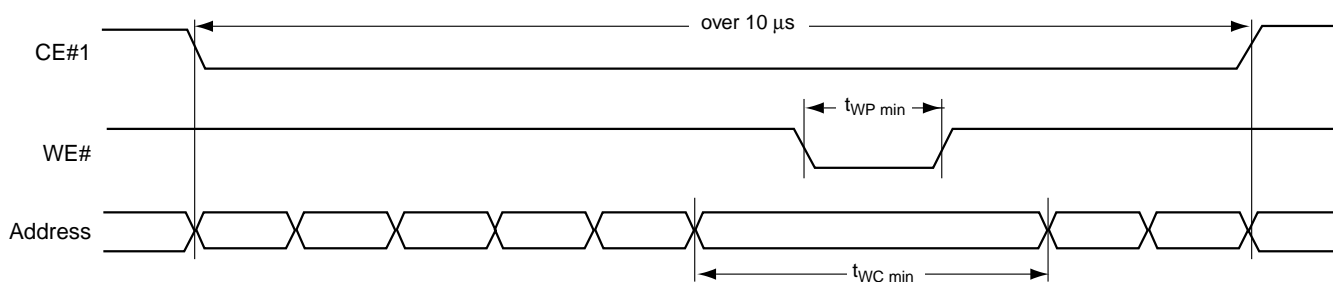 over 10 μs
CE#1
tWP min
WE#
Address
tWC min